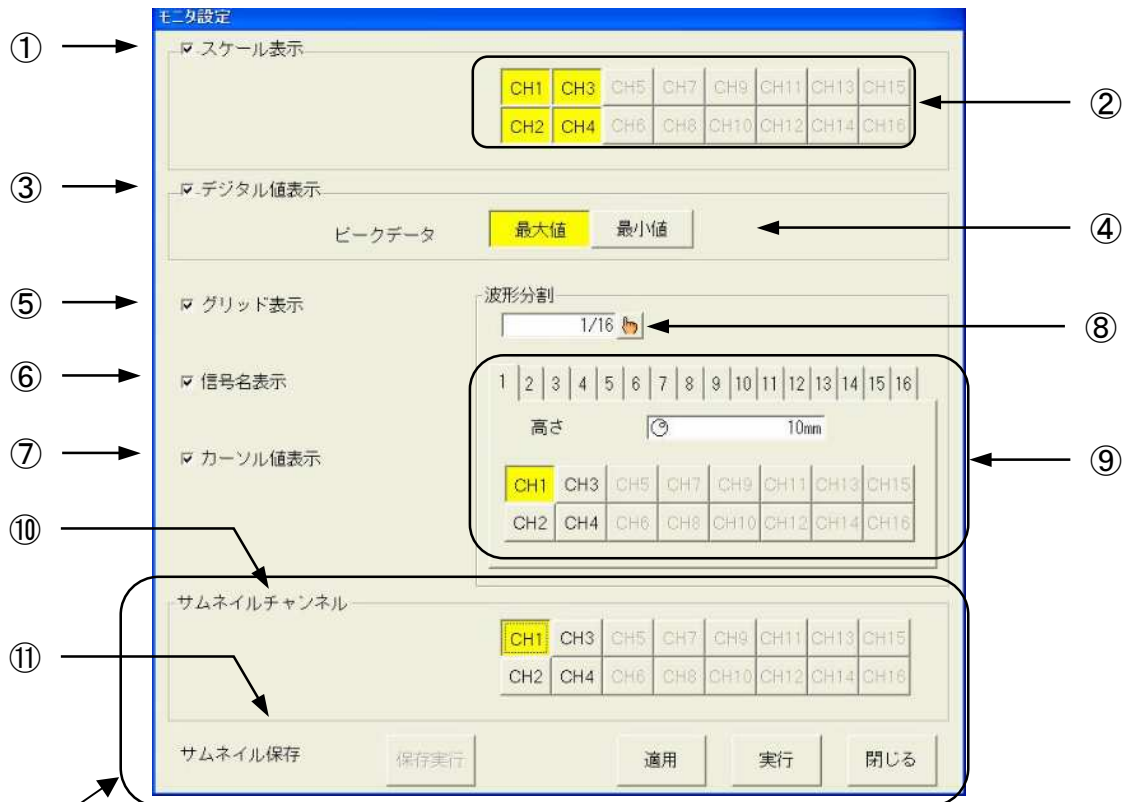 モニタ設定
① スケール表示
CH1 CH3 CH5 CH7 CH9 CH11 CH13 CH15
②
CH2 CH4 CH6 CH8 CH10 CH12 CH14 CH16
③ デジタル値表示
ピークデータ 最大値 最小値 ④
⑤ グリッド表示
波形分割
1/16 ⑧
⑥ 信号名表示
1 2 3 4 5 6 7 8 9 10 11 12 13 14 15 16
高さ 10mm
⑦ カーソル値表示
⑨
CH1 CH3 CH5 CH7 CH9 CH11 CH13 CH15
CH2 CH4 CH6 CH8 CH10 CH12 CH14 CH16
⑩
サムネイルチャンネル
CH1 CH3 CH5 CH7 CH9 CH11 CH13 CH15
CH2 CH4 CH6 CH8 CH10 CH12 CH14 CH16
⑪
サムネイル保存 保存実行 適用 実行 閉じる